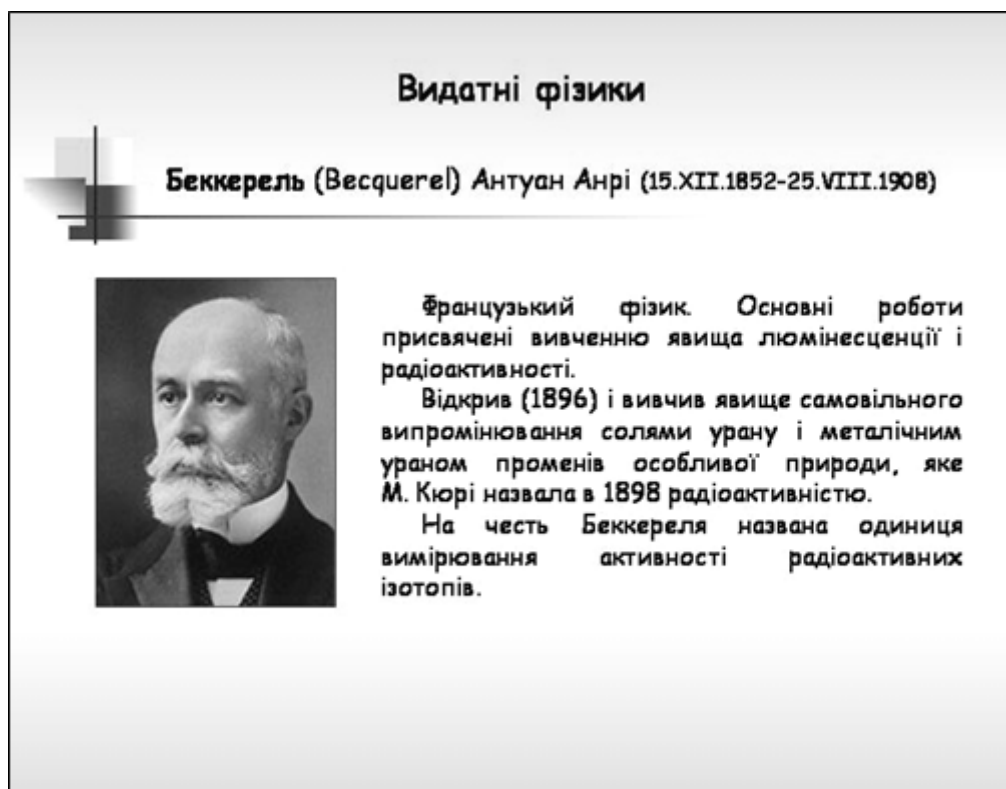 Видатні фізики
Беккерель (Becquerel) Антуан Анрі (15.XII.1852-25.VIII.1908)
Французький фізик. Основні роботи
присвячені вивченню явища люмінесценції і
радіоактивності.
Відкрив (1896) і вивчив явище самовільного
випромінювання солями урану і металічним
ураном променів особливої природи, яке
М. Кюрі назвала в 1898 радіоактивністю.
На честь Беккереля названа одиниця
вимірювання активності радіоактивних
ізотопів.